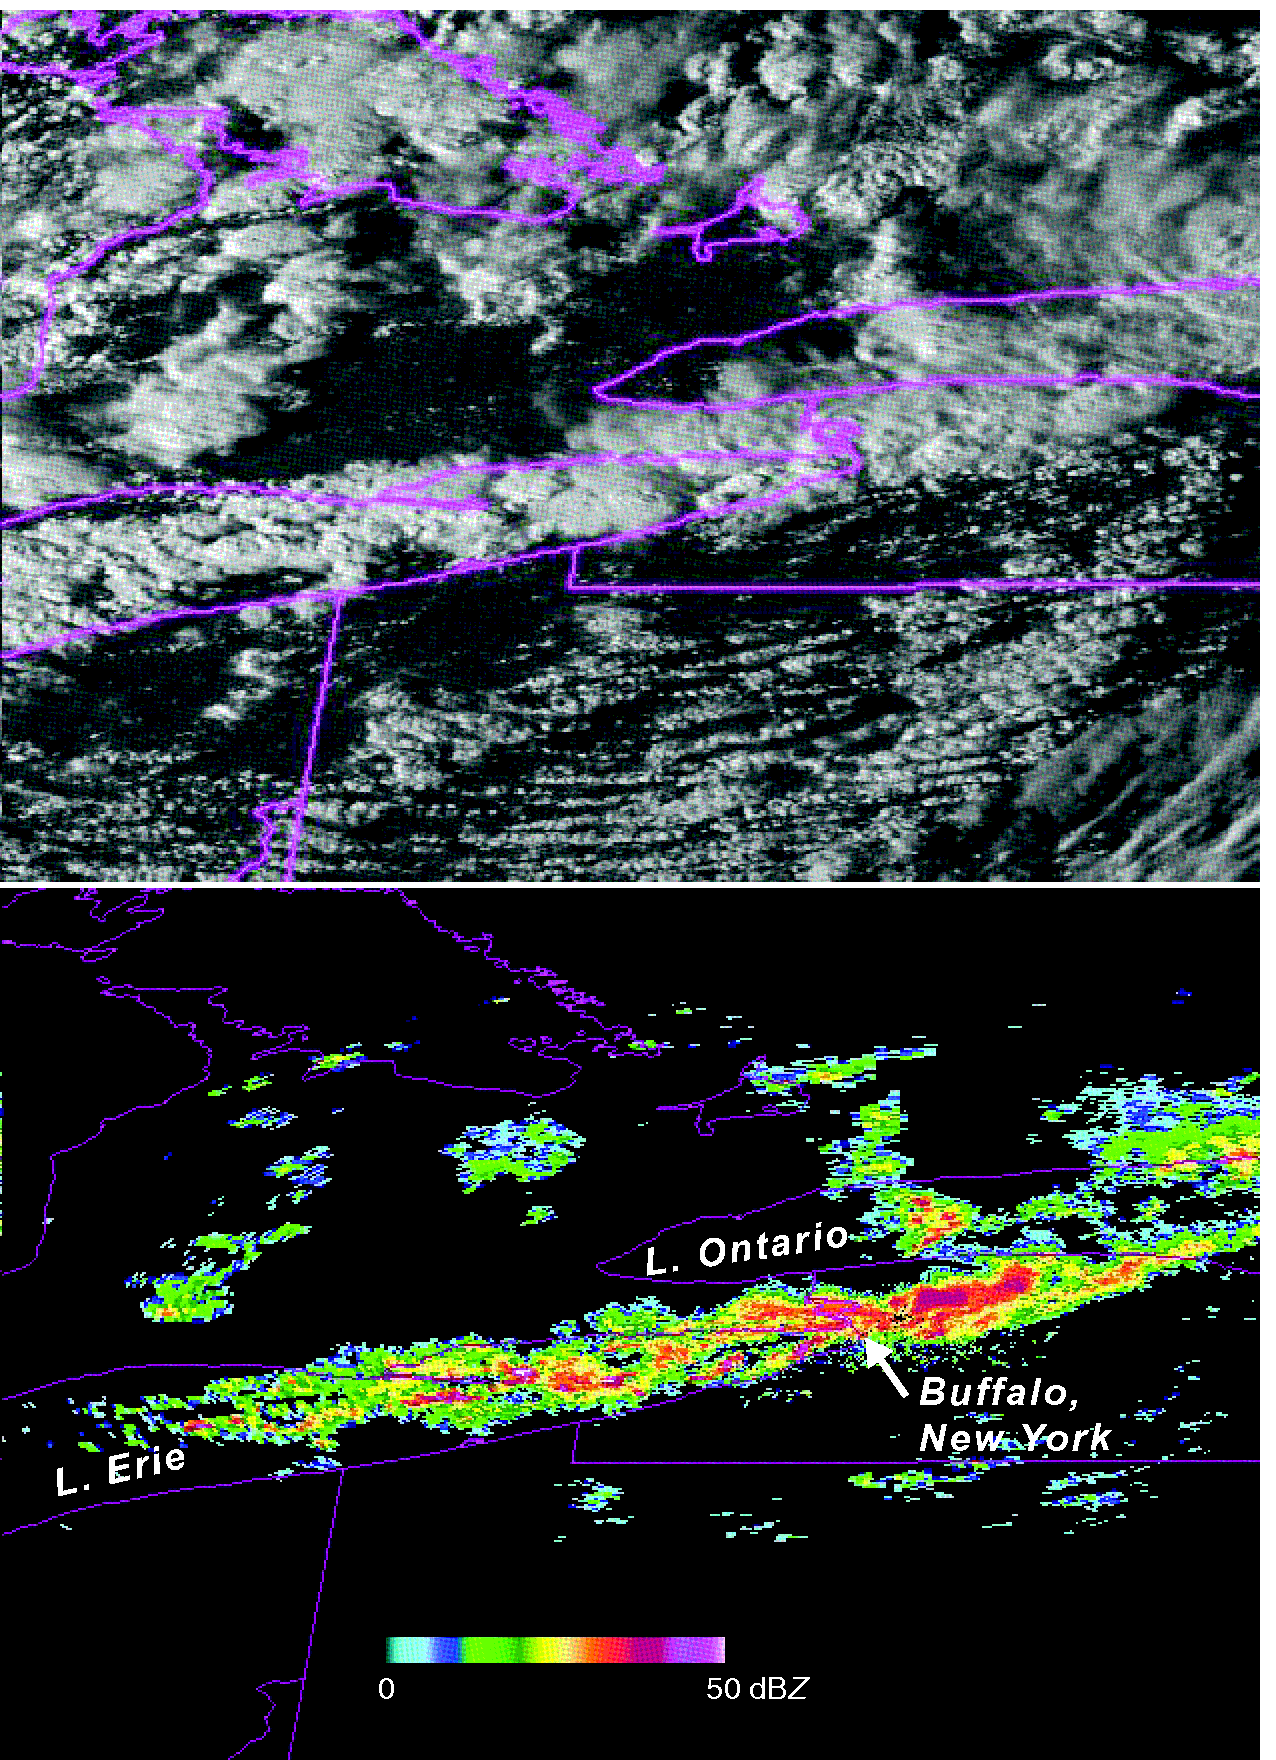 L. Ontario
Buffalo,
New York
L. Erie
0 50 dBZ